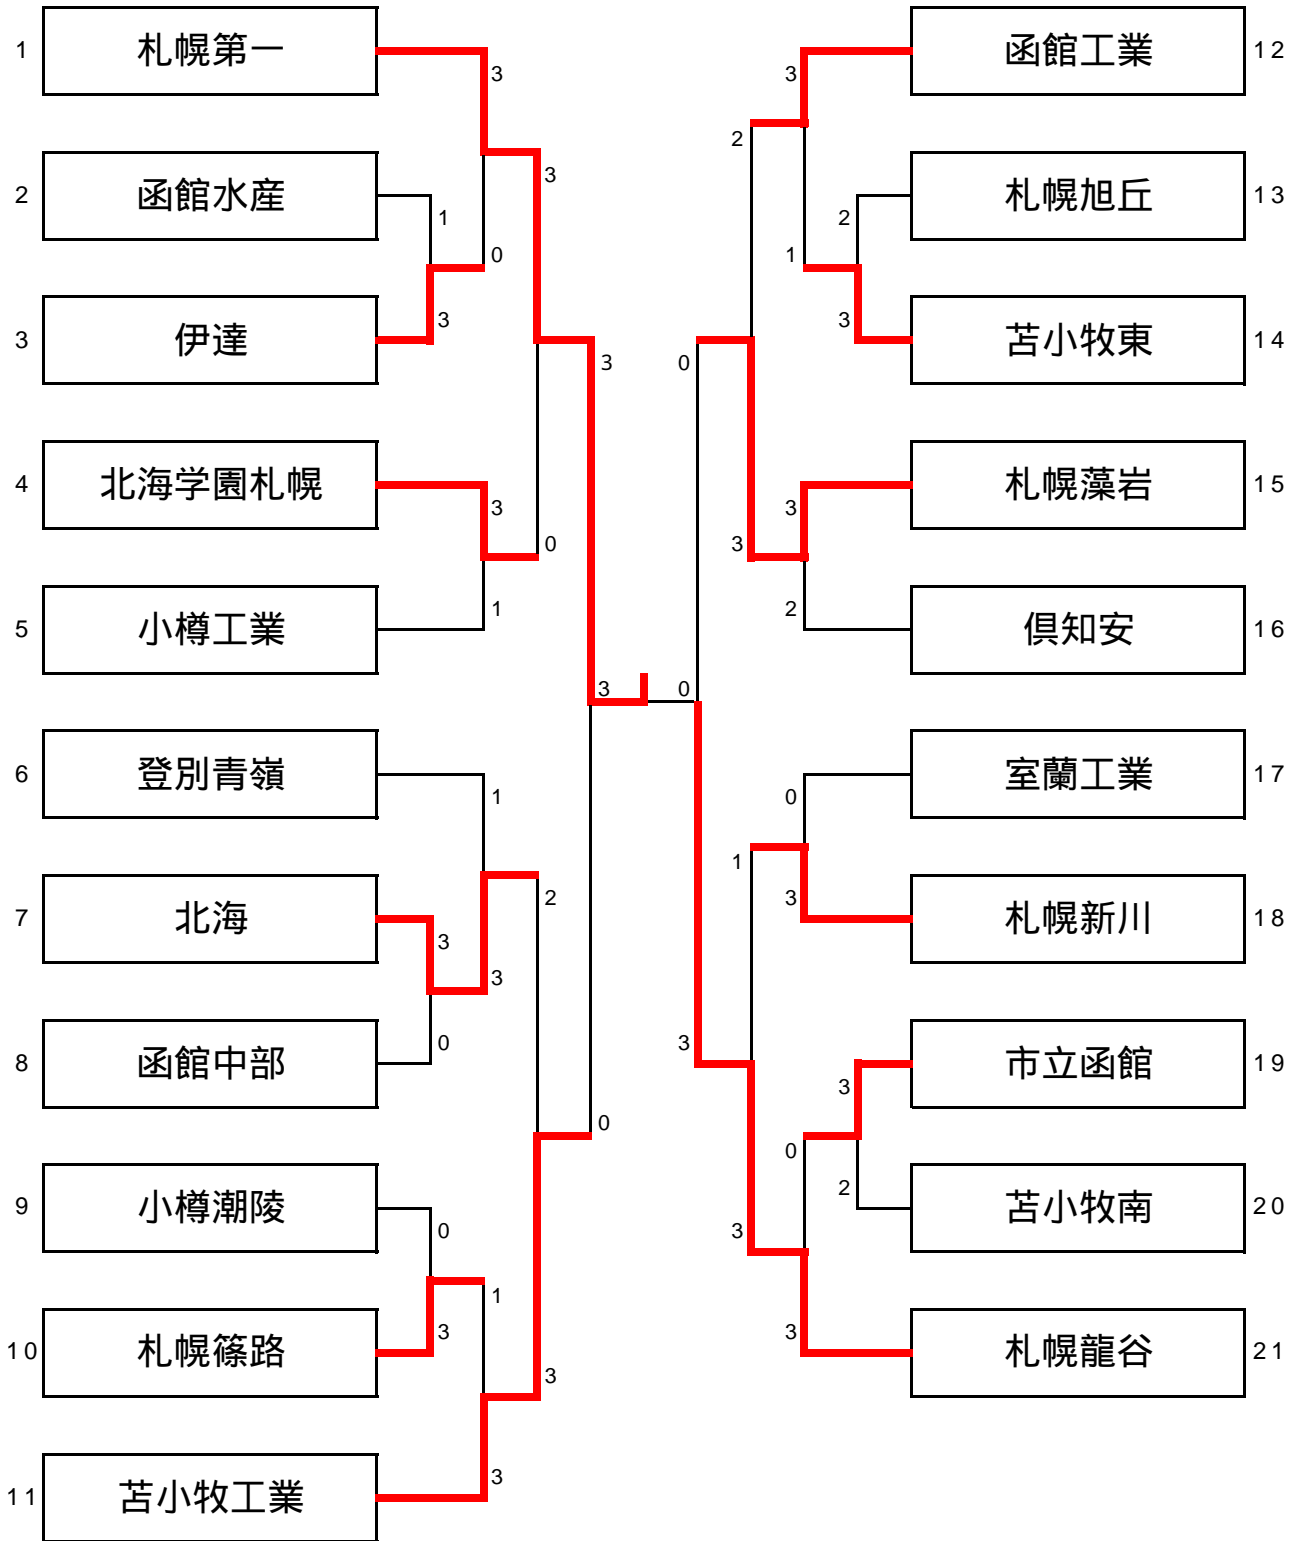 1 札幌第一
2 函館水産
3 伊達
4 北海学園札幌
5 小樽工業
6 登別青嶺
7 北海
8 函館中部
9 小樽潮陵
10 札幌篠路
11 苫小牧工業
3
1
0
3
3
3
0
1
1
3
3
0
0
3
1
3
3
0
2
3
3
0
3
0
0
3
2
3
1
3
3
2
1
3
3
2
0
3
3
0
2
3
函館工業 12
札幌旭丘 13
苫小牧東 14
札幌藻岩 15
倶知安 16
室蘭工業 17
札幌新川 18
市立函館 19
苫小牧南 20
札幌龍谷 21